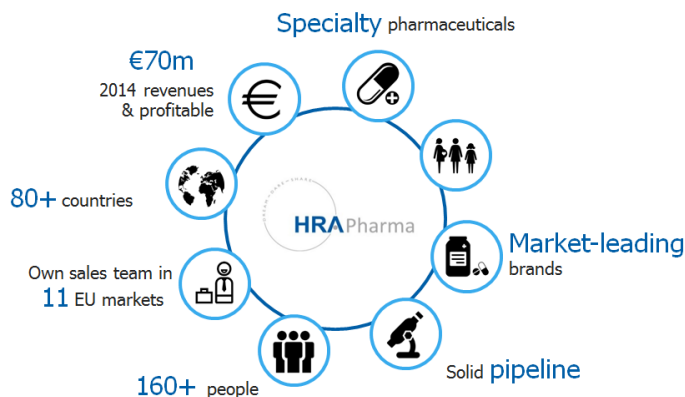 Specialty pharmaceuticals
€70m
2014 revenues
& profitable
80+ countries
HRA Pharma
Market-leading
brands
Own sales team in
11 EU markets
Solid pipeline
160+ people